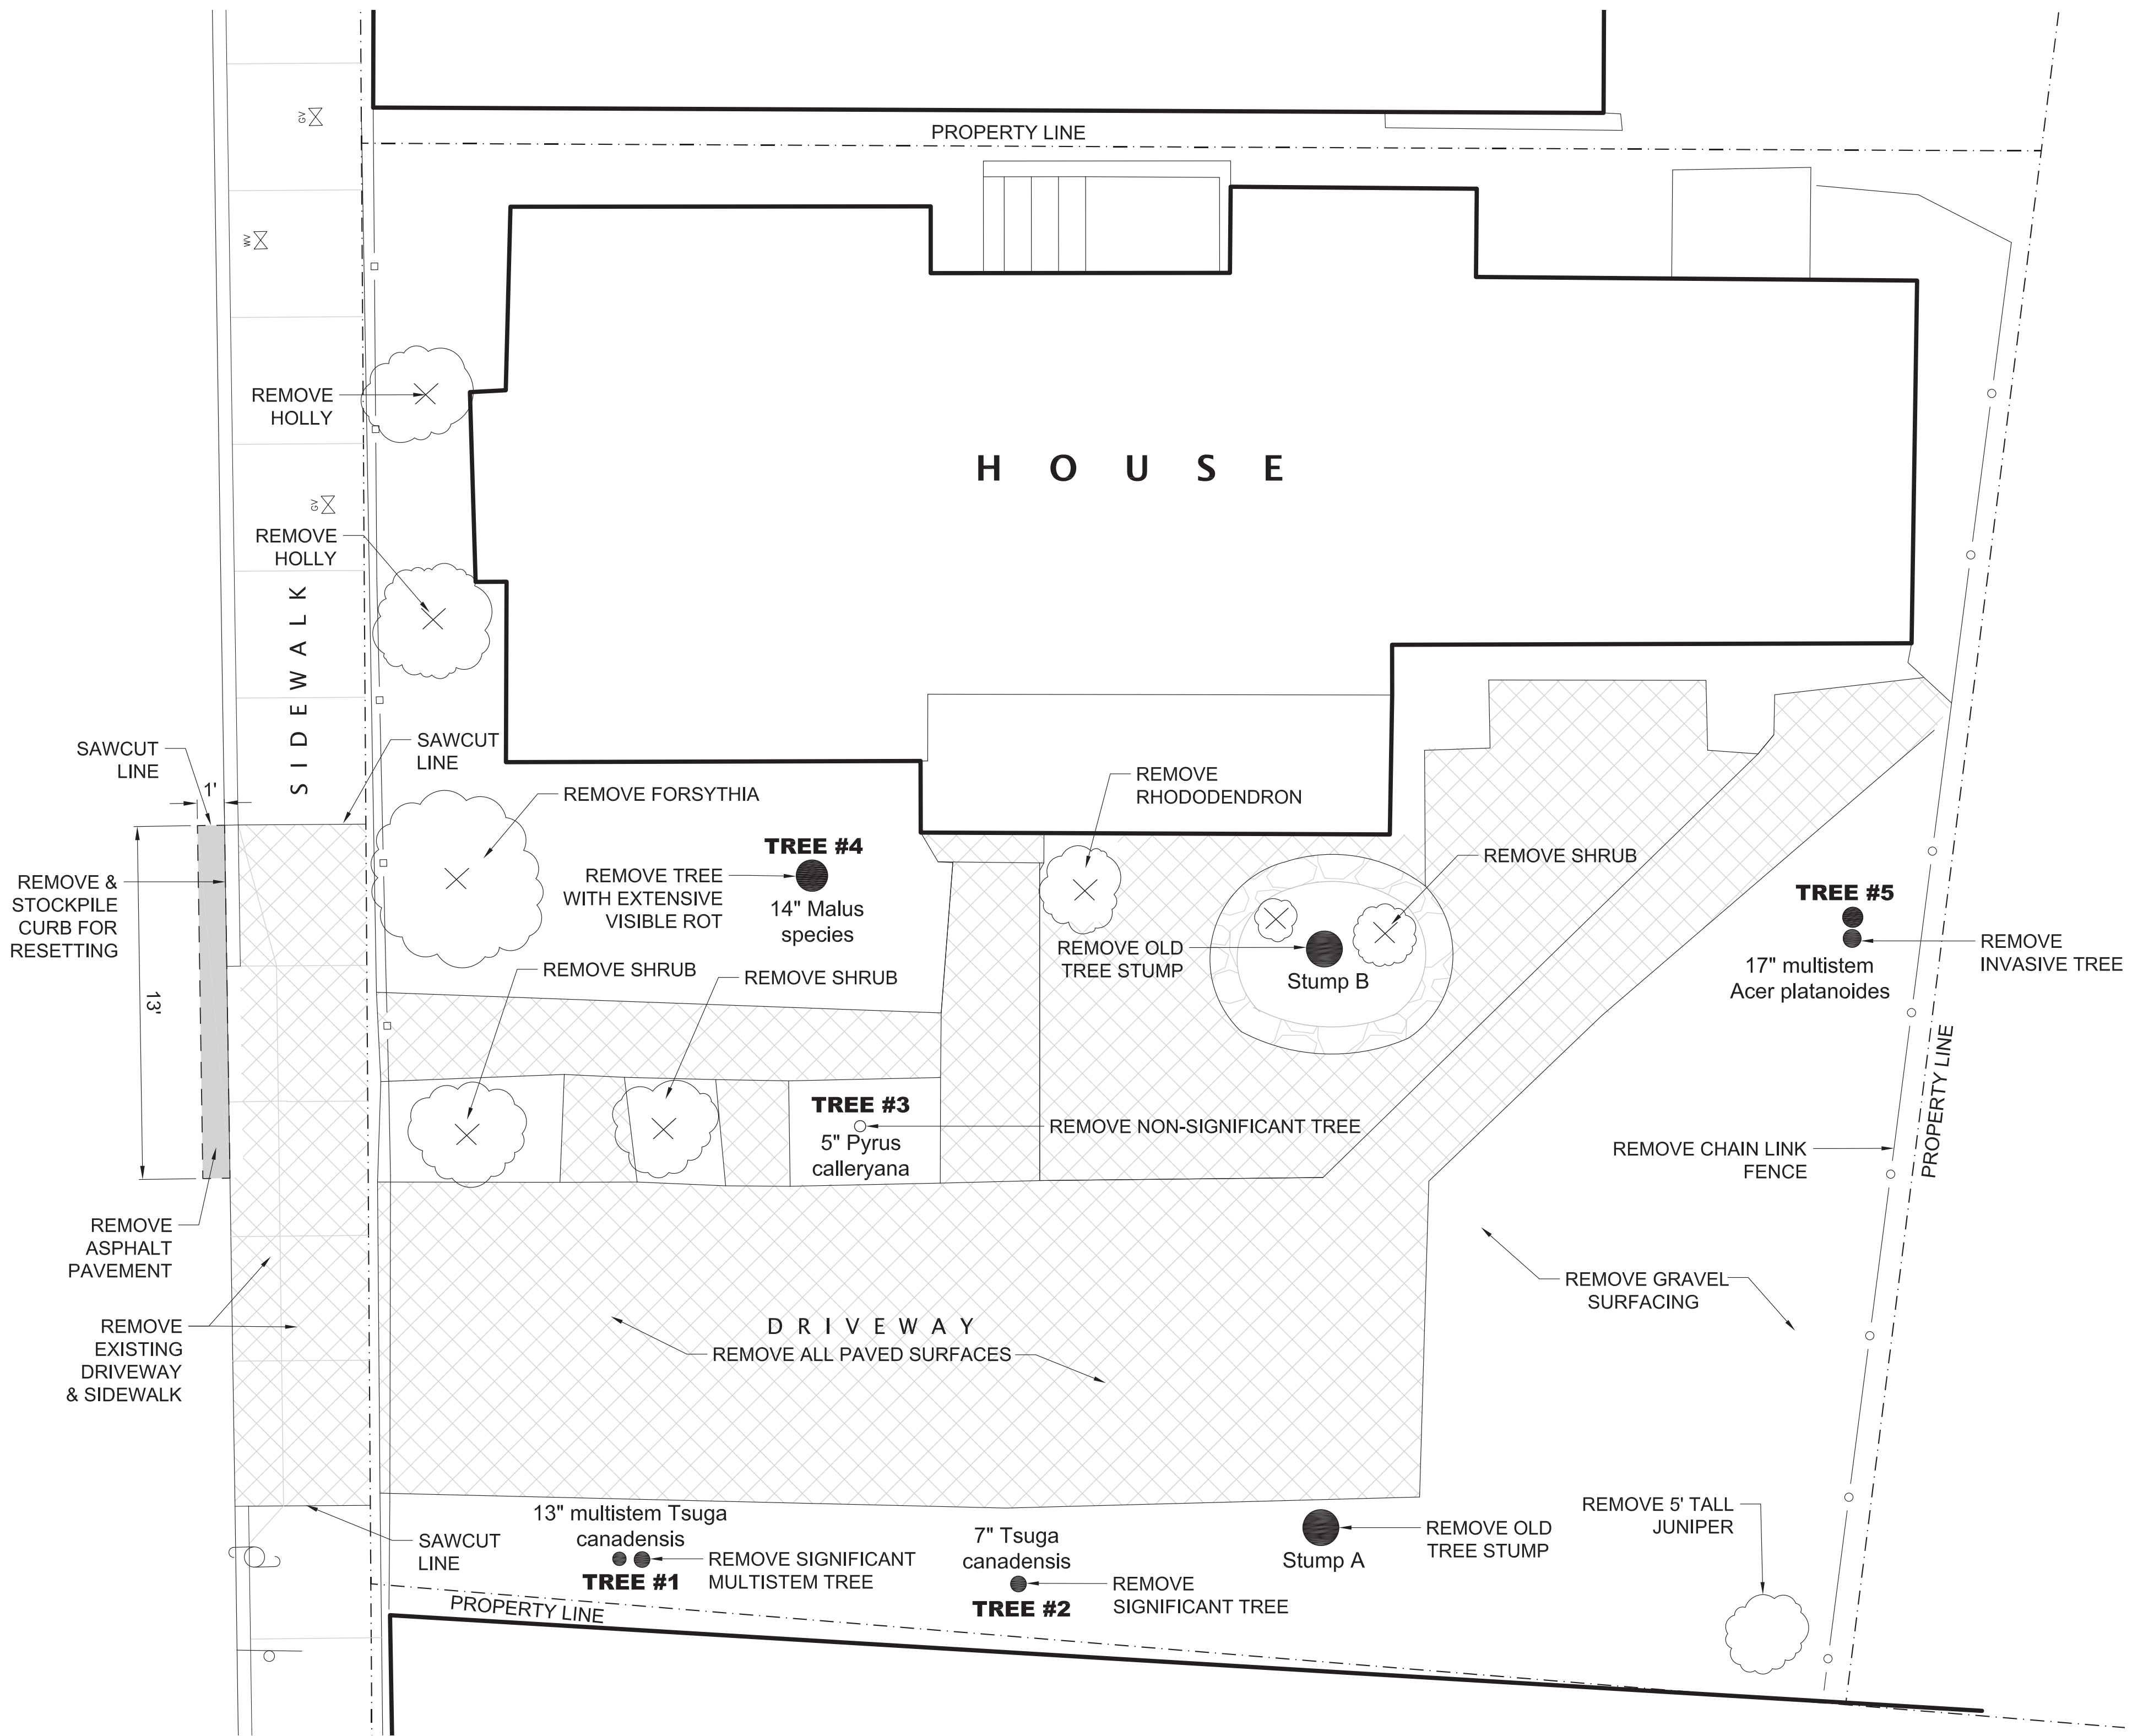 PROPERTY LINE
GV
WV
REMOVE
HOLLY
H O U S E
GV
REMOVE
HOLLY
SIDEWALK
SAWCUT
LINE
1'
SAWCUT
LINE
REMOVE FORSYTHIA
REMOVE
RHODODENDRON
REMOVE &
STOCKPILE
CURB FOR
RESETTING
TREE #4
REMOVE TREE
WITH EXTENSIVE
VISIBLE ROT
14" Malus
species
REMOVE SHRUB
TREE #5
REMOVE
INVASIVE TREE
17" multistem
Acer platanoides
REMOVE OLD
TREE STUMP
Stump B
REMOVE SHRUB
REMOVE SHRUB
13'
PROPERTY LINE
TREE #3
REMOVE NON-SIGNIFICANT TREE
5" Pyrus
calleryana
REMOVE CHAIN LINK
FENCE
REMOVE
ASPHALT
PAVEMENT
REMOVE GRAVEL
SURFACING
REMOVE
EXISTING
DRIVEWAY
& SIDEWALK
DRIVEWAY
REMOVE ALL PAVED SURFACES
SAWCUT
LINE
13" multistem Tsuga
canadensis
REMOVE SIGNIFICANT
MULTISTEM TREE
TREE #1
7" Tsuga
canadensis
REMOVE
SIGNIFICANT TREE
TREE #2
REMOVE OLD
TREE STUMP
Stump A
REMOVE 5' TALL
JUNIPER
PROPERTY LINE